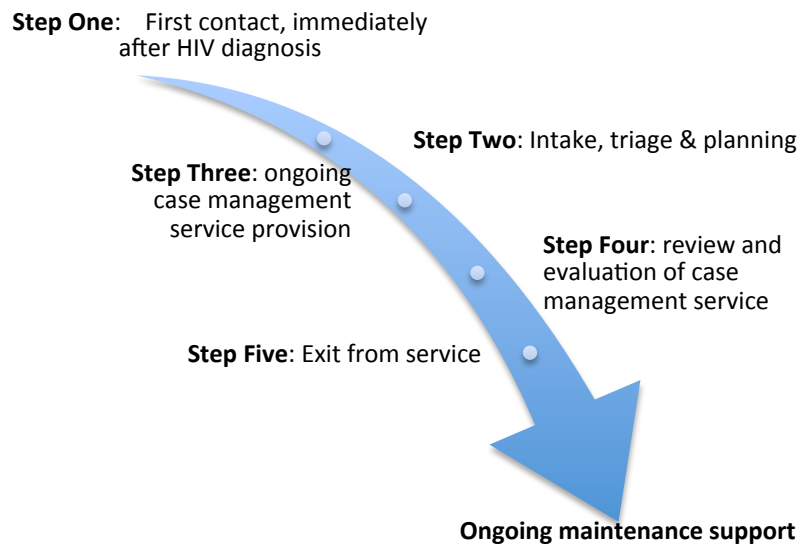 Step One: First contact, immediately
after HIV diagnosis
Step Two: Intake, triage & planning
Step Three: ongoing
case management
service provision
Step Four: review and
evaluation of case
management service
Step Five: Exit from service
Ongoing maintenance support